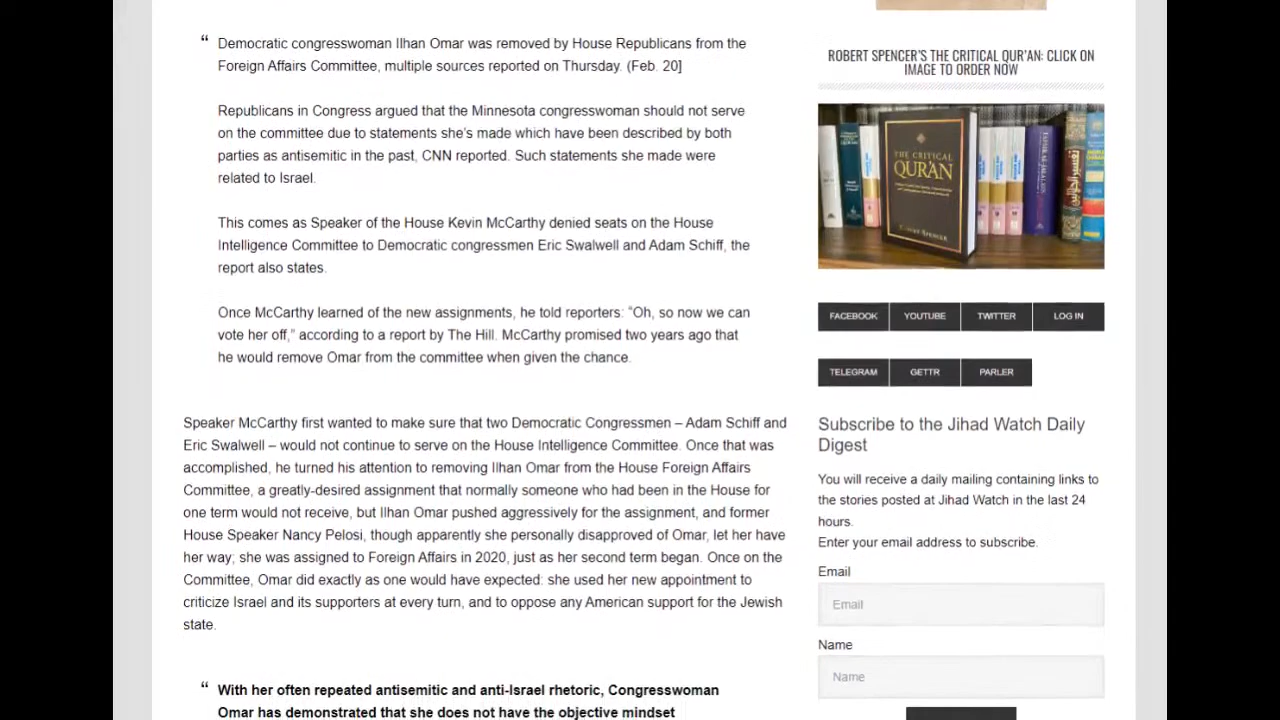 “ Democratic congresswoman Ilhan Omar was removed by House Republicans from the
Foreign Affairs Committee, multiple sources reported on Thursday. (Feb. 20]
Republicans in Congress argued that the Minnesota congresswoman should not serve
on the committee due to statements she’s made which have been described by both
parties as antisemitic in the past, CNN reported. Such statements she made were
related to Israel.
This comes as Speaker of the House Kevin McCarthy denied seats on the House
Intelligence Committee to Democratic congressmen Eric Swalwell and Adam Schiff, the
report also states.
Once McCarthy learned of the new assignments, he told reporters: “Oh, so now we can
vote her off,” according to a report by The Hill. McCarthy promised two years ago that
he would remove Omar from the committee when given the chance.
Speaker McCarthy first wanted to make sure that two Democratic Congressmen – Adam Schiff and
Eric Swalwell – would not continue to serve on the House Intelligence Committee. Once that was
accomplished, he turned his attention to removing Ilhan Omar from the House Foreign Affairs
Committee, a greatly-desired assignment that normally someone who had been in the House for
one term would not receive, but Ilhan Omar pushed aggressively for the assignment, and former
House Speaker Nancy Pelosi, though apparently she personally disapproved of Omar, let her have
her way; she was assigned to Foreign Affairs in 2020, just as her second term began. Once on the
Committee, Omar did exactly as one would have expected: she used her new appointment to
criticize Israel and its supporters at every turn, and to oppose any American support for the Jewish
state.
“ With her often repeated antisemitic and anti-Israel rhetoric, Congresswoman
Omar has demonstrated that she does not have the objective mindset
ROBERT SPENCER’S THE CRITICAL QUR’AN: CLICK ON
IMAGE TO ORDER NOW
THE CRITICAL
QUR’AN
FACEBOOK YOUTUBE TWITTER LOG IN
TELEGRAM GETTR PARLER
Subscribe to the Jihad Watch Daily
Digest
You will receive a daily mailing containing links to
the stories posted at Jihad Watch in the last 24
hours.
Enter your email address to subscribe.
Email
Email
Name
Name